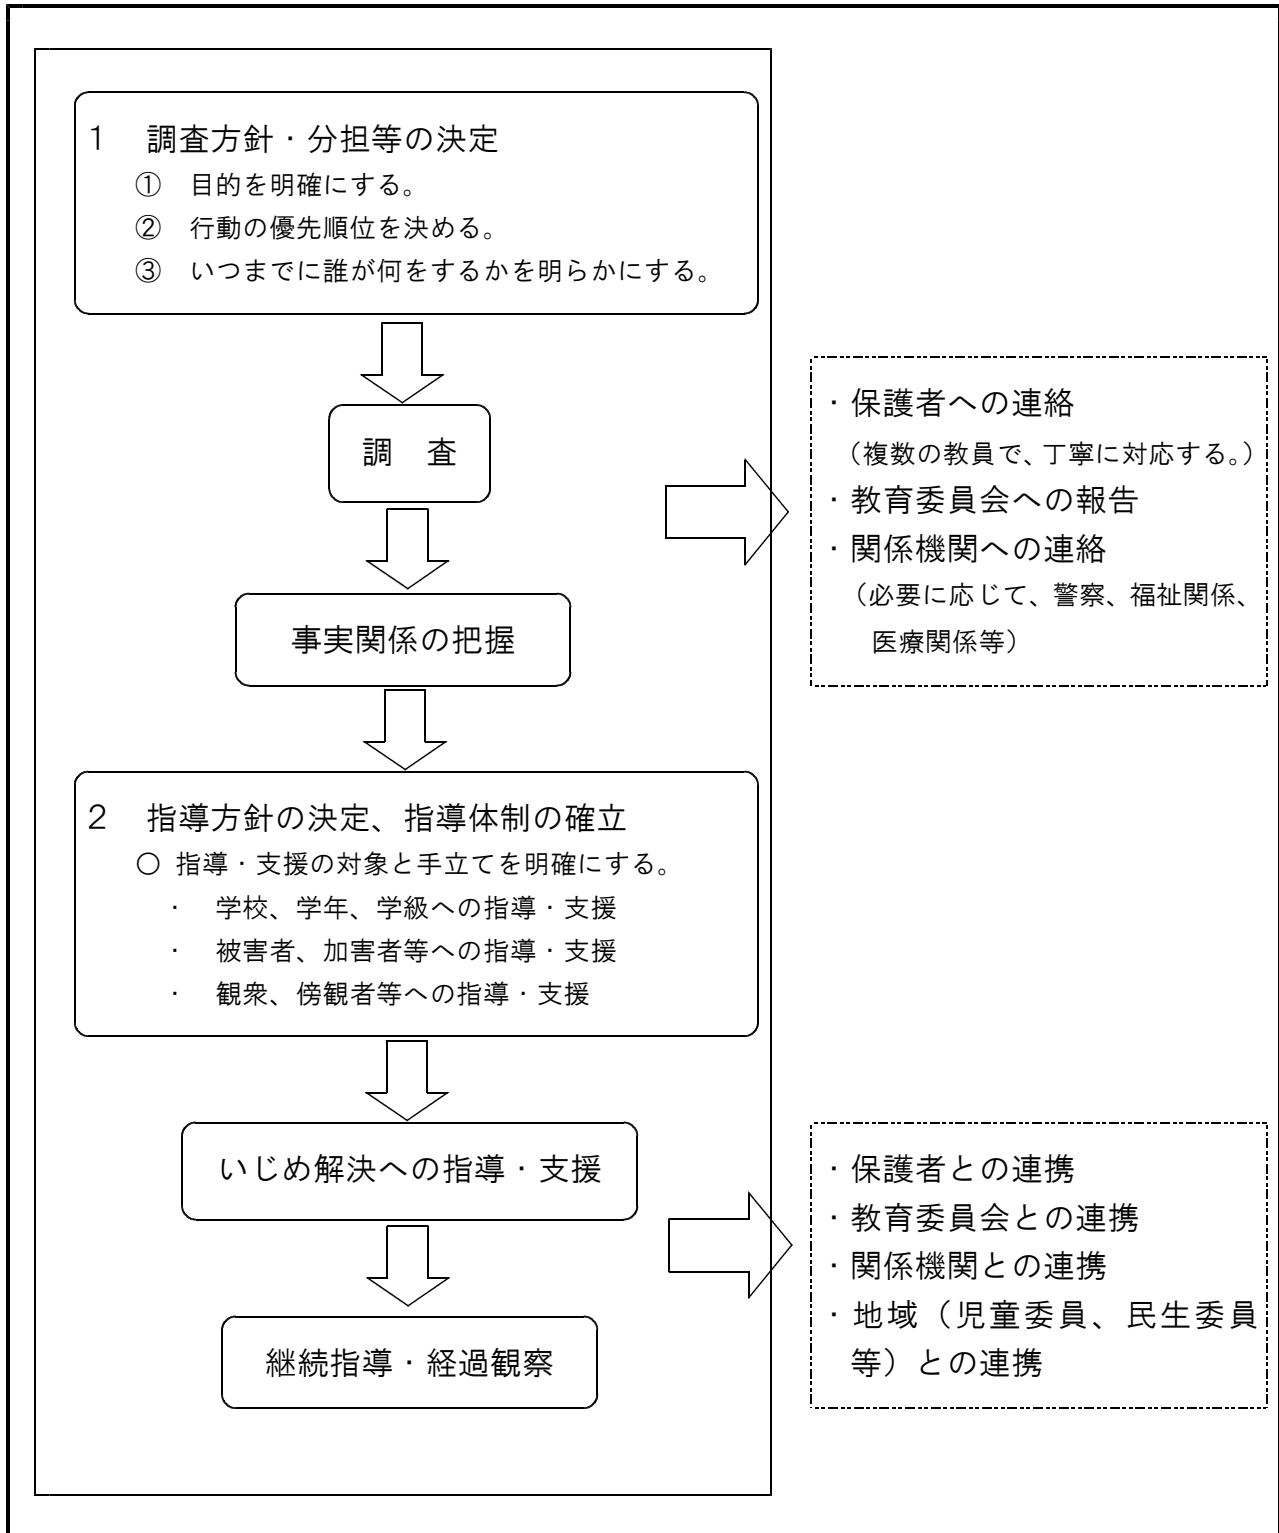 1　調査方針・分担等の決定
①　目的を明確にする。
②　行動の優先順位を決める。
③　いつまでに誰が何をするかを明らかにする。
調　査
事実関係の把握
・保護者への連絡
（複数の教員で、丁寧に対応する。）
・教育委員会への報告
・関係機関への連絡
（必要に応じて、警察、福祉関係、
医療関係等）
2　指導方針の決定、指導体制の確立
○ 指導・支援の対象と手立てを明確にする。
・　学校、学年、学級への指導・支援
・　被害者、加害者等への指導・支援
・　観衆、傍観者等への指導・支援
いじめ解決への指導・支援
継続指導・経過観察
・保護者との連携
・教育委員会との連携
・関係機関との連携
・地域（児童委員、民生委員
等）との連携